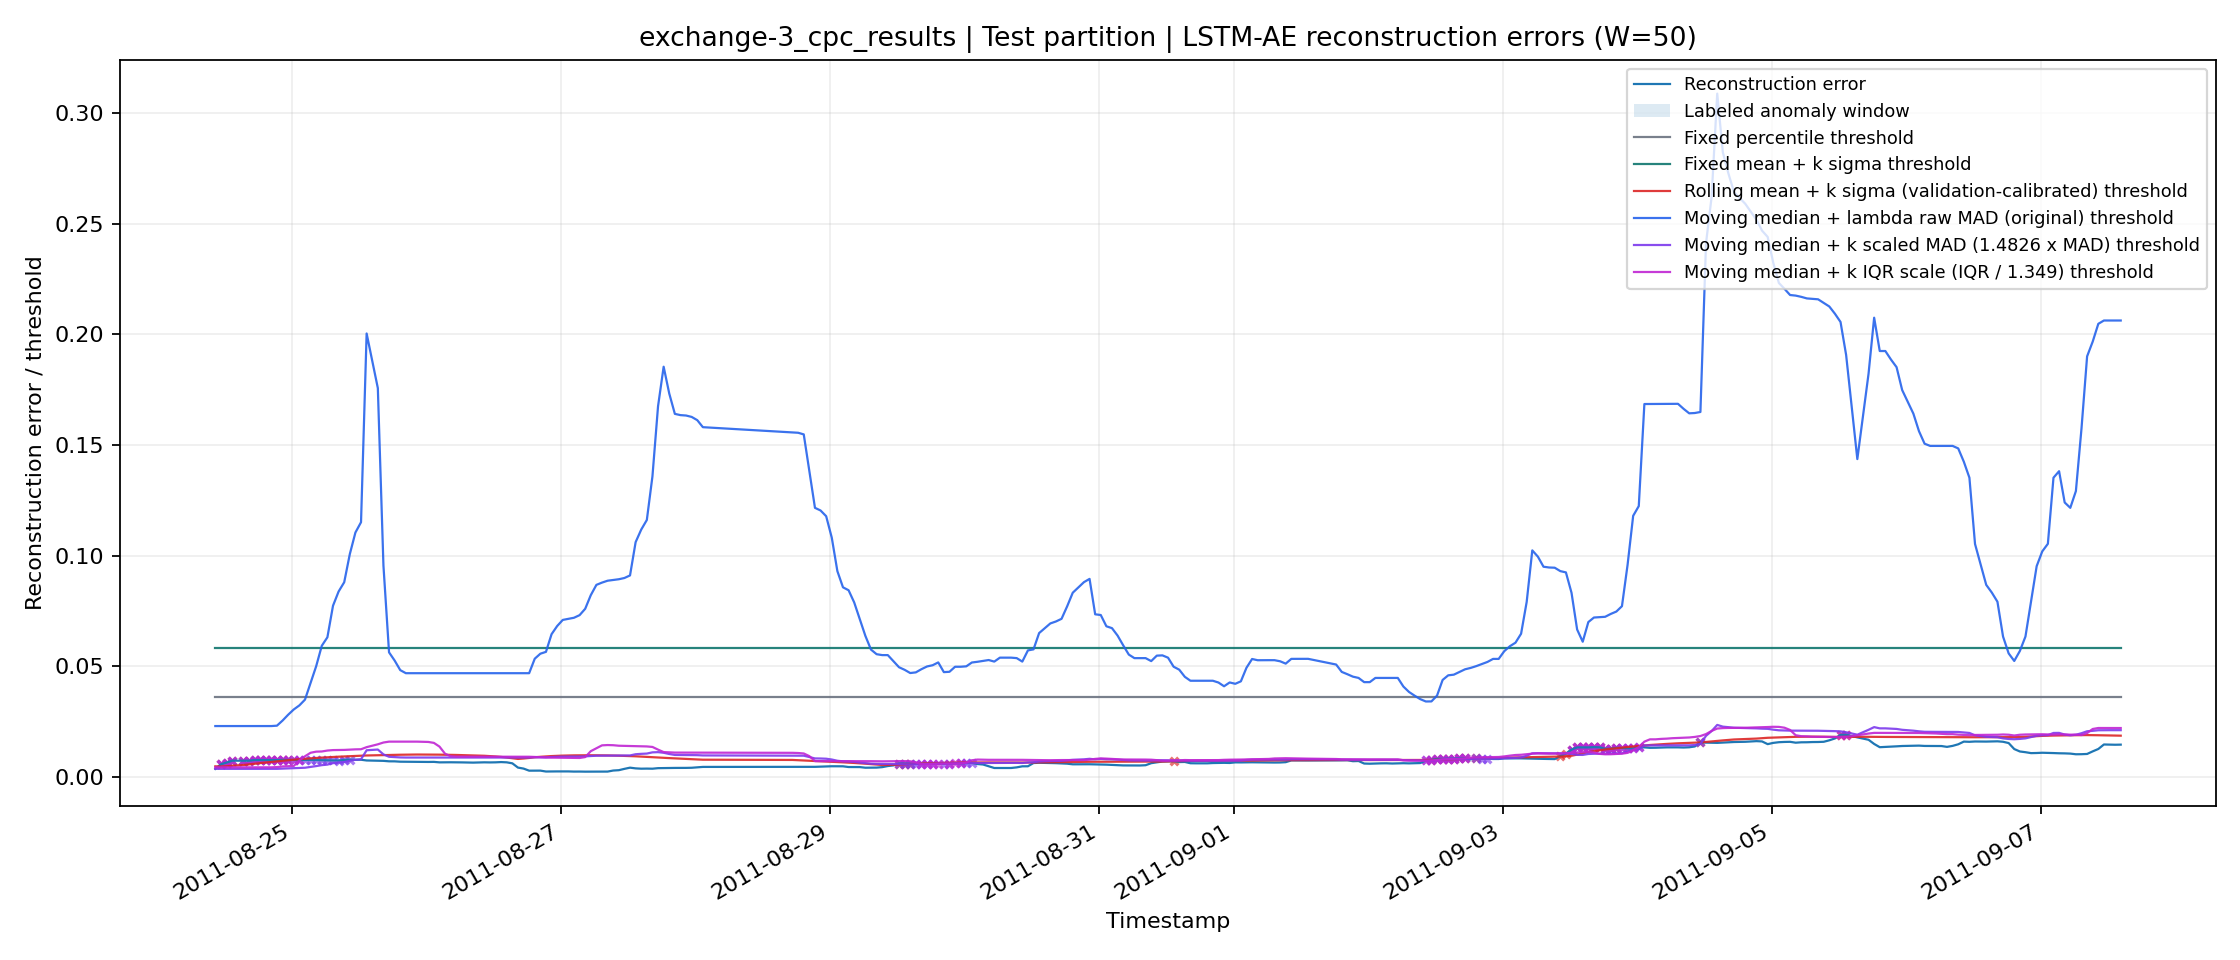 exchange-3_cpc_results | Test partition | LSTM-AE reconstruction errors (W=50)
Reconstruction error / threshold
0.30
0.25
0.20
0.15
0.10
0.05
0.00
Reconstruction error
Labeled anomaly window
Fixed percentile threshold
Fixed mean + k sigma threshold
Rolling mean + k sigma (validation-calibrated) threshold
Moving median + lambda raw MAD (original) threshold
Moving median + k scaled MAD (1.4826 x MAD) threshold
Moving median + k IQR scale (IQR / 1.349) threshold
2011-08-25
2011-08-27
2011-08-29
2011-08-31
2011-09-01
2011-09-03
2011-09-05
2011-09-07
Timestamp